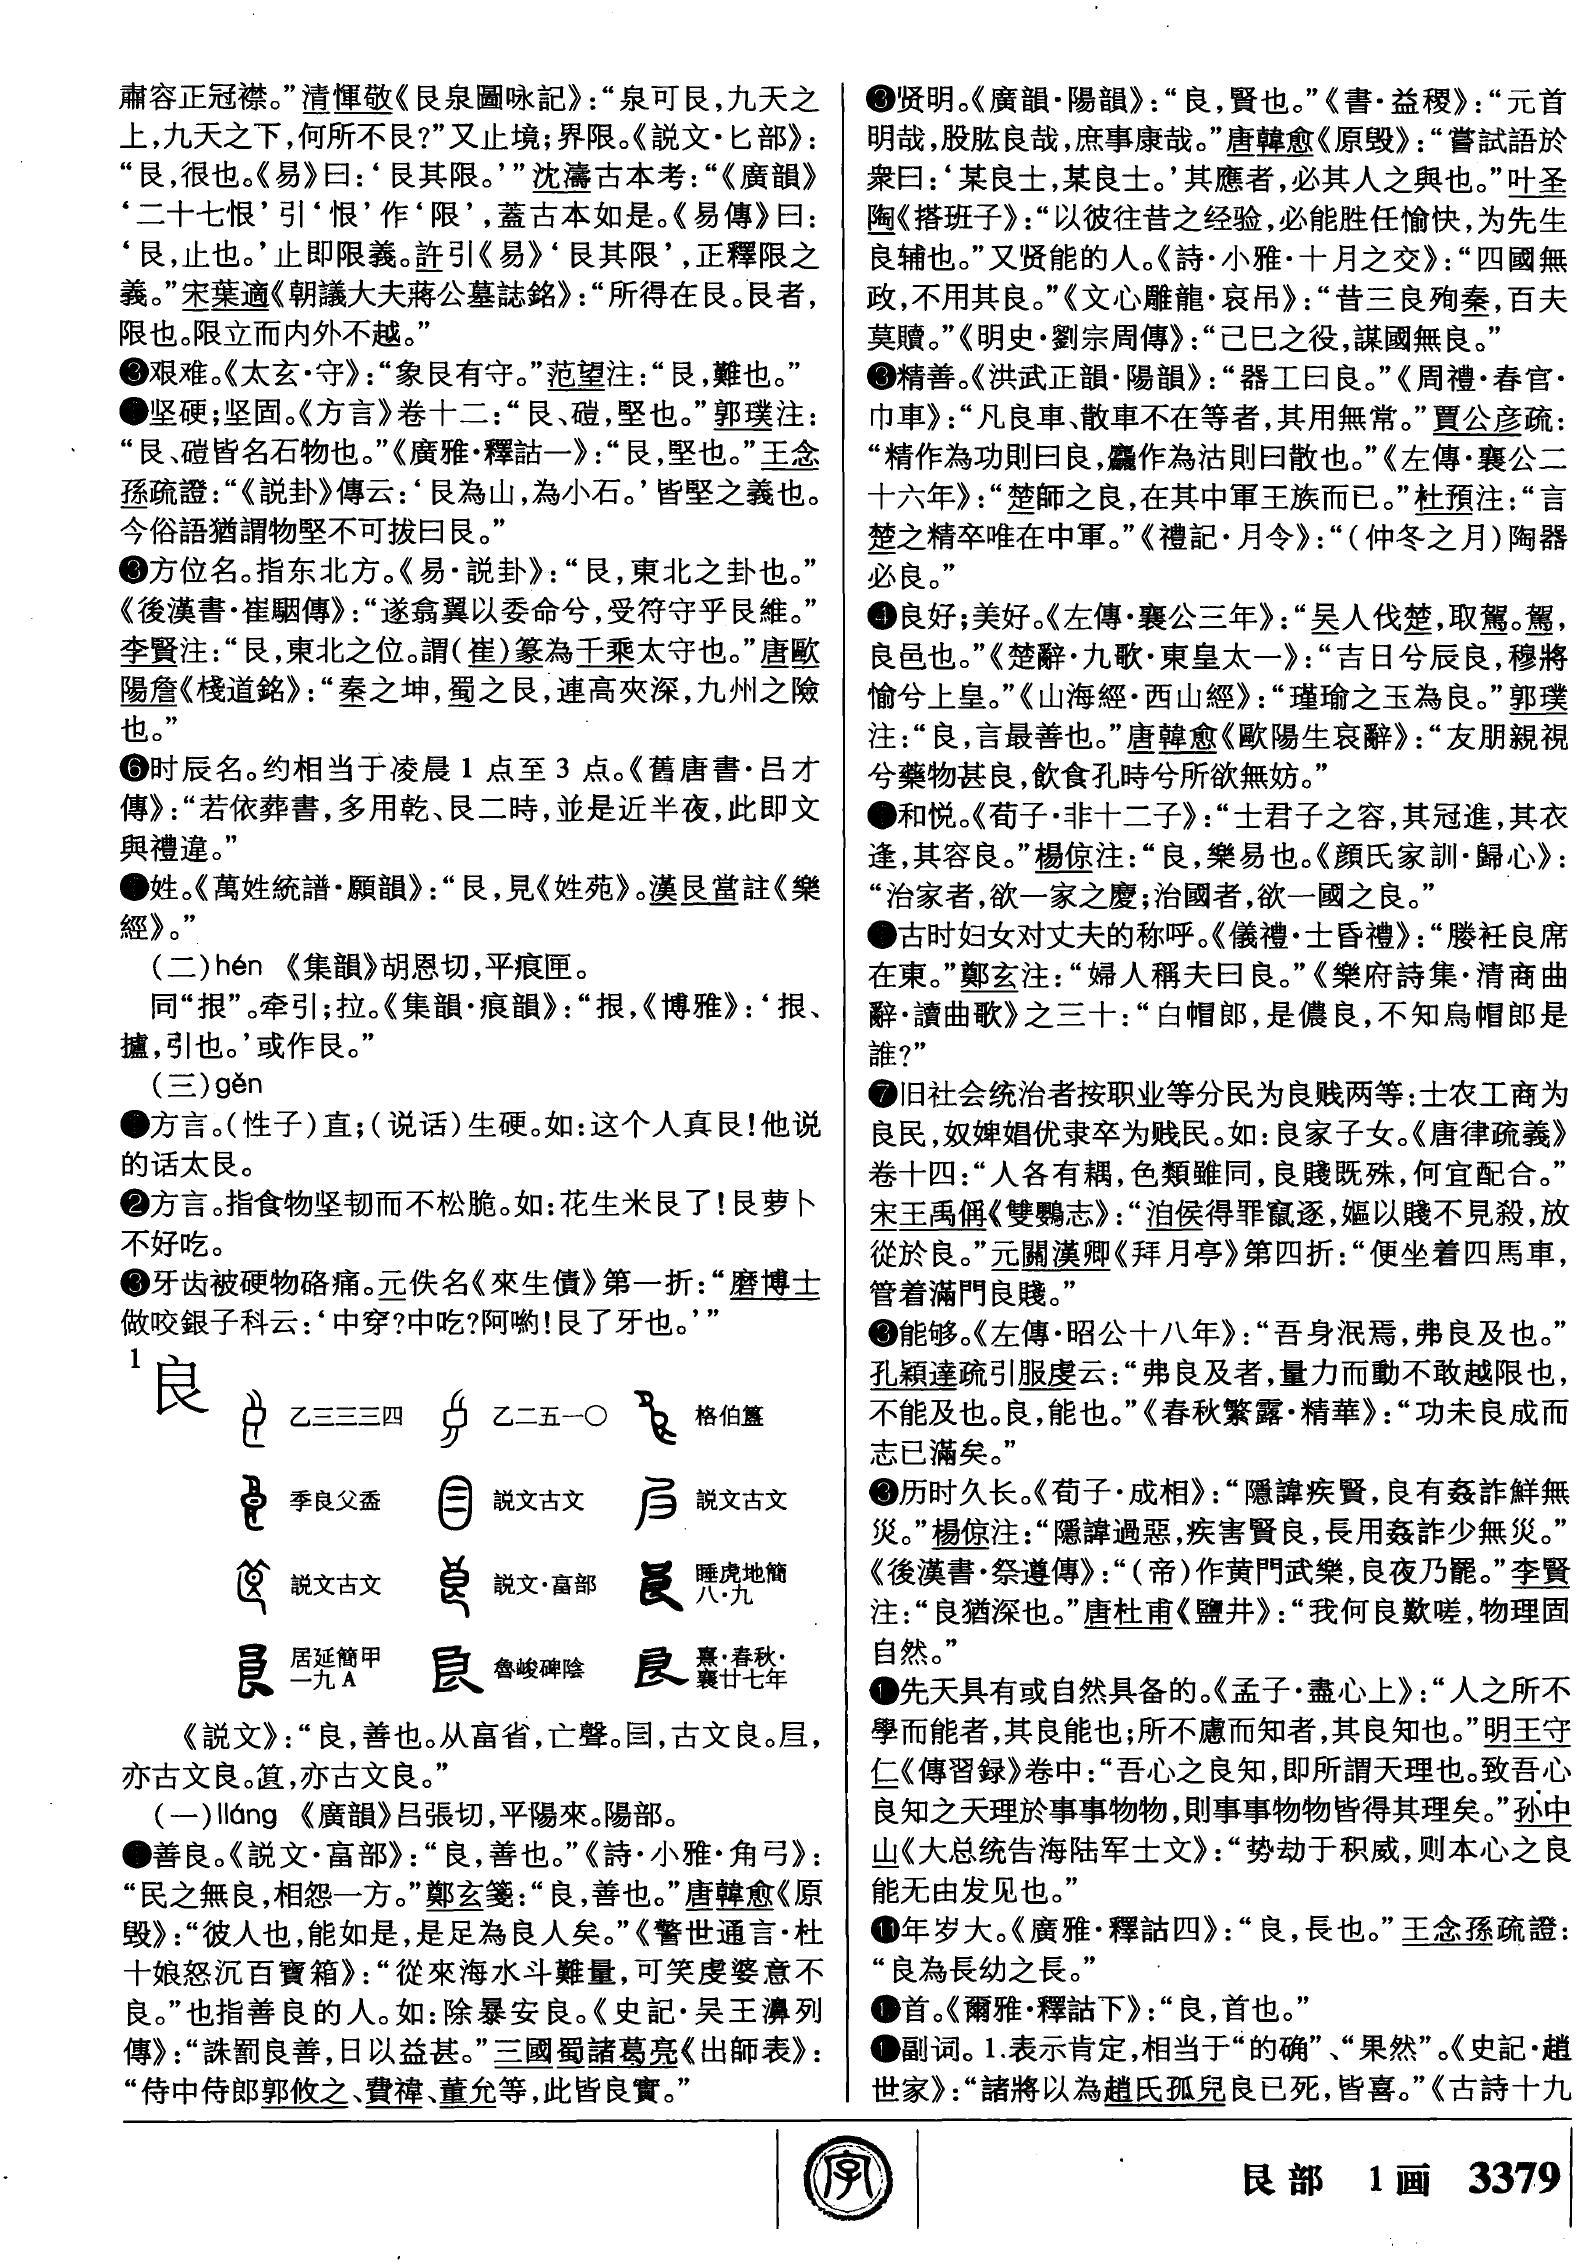 肅容正冠襟。”清惲敬《艮泉圖咏記》：“泉可艮，九天之
上，九天之下，何所不艮？”又止境；界限。《説文·匕部》：
“艮，很也。《易》曰：‘艮其限。’”沈濤古本考：“《廣韻》
‘二十七恨’引‘恨’作‘限’，蓋古本如是。《易傳》曰：
‘艮，止也。’止即限義。許引《易》‘艮其限’，正釋限之
義。”宋葉適《朝議大夫蔣公墓誌銘》：“所得在艮。艮者，
限也。限立而内外不越。”
❸艰难。《太玄·守》：“象艮有守。”范望注：“艮，難也。”
坚硬；坚固。《方言》卷十二：“艮、磑，堅也。”郭璞注：
“艮、磑皆名石物也。”《廣雅·釋詁一》：“艮，堅也。”王念
孫疏證：“《説卦》傳云：‘艮為山，為小石。’皆堅之義也。
今俗語猶謂物堅不可拔曰艮。”
❸方位名。指东北方。《易·説卦》：“艮，東北之卦也。”
《後漢書·崔駰傳》：“遂翕翼以委命兮，受符守乎艮維。”
李賢注：“艮，東北之位。謂（崔）篆為千乘太守也。”唐歐
陽詹《棧道銘》：“秦之坤，蜀之艮，連高夾深，九州之險
也。”
❻时辰名。约相当于凌晨 1 点至 3 点。《舊唐書·吕才
傳》：“若依葬書，多用乾、艮二時，並是近半夜，此即文
與禮違。”
姓。《萬姓統譜·願韻》：“艮，見《姓苑》。漢艮當註《樂
經》。”
（二）hén 《集韻》胡恩切，平痕匣。
同“拫”。牽引；拉。《集韻·痕韻》：“拫，《博雅》：‘拫、
攎，引也。’或作艮。”
（三）gěn
方言。（性子）直；（说话）生硬。如：这个人真艮！他说
的话太艮。
❷方言。指食物坚韧而不松脆。如：花生米艮了！艮萝卜
不好吃。
❸牙齿被硬物硌痛。元佚名《來生債》第一折：“磨博士
做咬銀子科云：‘中穿？中吃？阿喲！艮了牙也。’”
1 良
乙三三三四 乙二五一〇 格伯簋
季良父盉 説文古文 説文古文
説文古文 説文·畐部 睡虎地簡八·九
居延簡甲一九 A 魯峻碑陰 熹·春秋·襄廿七年
《説文》：“良，善也。从畐省，亡聲。𥃩，古文良。𡆨，
亦古文良。𥭣，亦古文良。”
（一）liáng 《廣韻》吕張切，平陽來。陽部。
善良。《説文·畐部》：“良，善也。”《詩·小雅·角弓》：
“民之無良，相怨一方。”鄭玄箋：“良，善也。”唐韓愈《原
毁》：“彼人也，能如是，是足為良人矣。”《警世通言·杜
十娘怒沉百寶箱》：“從來海水斗難量，可笑虔婆意不
良。”也指善良的人。如：除暴安良。《史記·吴王濞列
傳》：“誅罰良善，日以益甚。”三國蜀諸葛亮《出師表》：
“侍中侍郎郭攸之、費禕、董允等，此皆良實。”
❸贤明。《廣韻·陽韻》：“良，賢也。”《書·益稷》：“元首
明哉，股肱良哉，庶事康哉。”唐韓愈《原毁》：“嘗試語於
衆曰：‘某良士，某良士。’其應者，必其人之與也。”叶圣
陶《搭班子》：“以彼往昔之经验，必能胜任愉快，为先生
良辅也。”又贤能的人。《詩·小雅·十月之交》：“四國無
政，不用其良。”《文心雕龍·哀吊》：“昔三良殉秦，百夫
莫贖。”《明史·劉宗周傳》：“己巳之役，謀國無良。”
❸精善。《洪武正韻·陽韻》：“器工曰良。”《周禮·春官·
巾車》：“凡良車、散車不在等者，其用無常。”賈公彦疏：
“精作為功則曰良，麤作為沽則曰散也。”《左傳·襄公二
十六年》：“楚師之良，在其中軍王族而已。”杜預注：“言
楚之精卒唯在中軍。”《禮記·月令》：“（仲冬之月）陶器
必良。”
❹良好；美好。《左傳·襄公三年》：“吴人伐楚，取駕。駕，
良邑也。”《楚辭·九歌·東皇太一》：“吉日兮辰良，穆將
愉兮上皇。”《山海經·西山經》：“瑾瑜之玉為良。”郭璞
注：“良，言最善也。”唐韓愈《歐陽生哀辭》：“友朋親視
兮藥物甚良，飲食孔時兮所欲無妨。”
和悦。《荀子·非十二子》：“士君子之容，其冠進，其衣
逢，其容良。”楊倞注：“良，樂易也。《顔氏家訓·歸心》：
“治家者，欲一家之慶；治國者，欲一國之良。”
古时妇女对丈夫的称呼。《儀禮·士昏禮》：“媵衽良席
在東。”鄭玄注：“婦人稱夫曰良。”《樂府詩集·清商曲
辭·讀曲歌》之三十：“白帽郎，是儂良，不知烏帽郎是
誰？”
❼旧社会统治者按职业等分民为良贱两等：士农工商为
良民，奴婢娼优隶卒为贱民。如：良家子女。《唐律疏義》
卷十四：“人各有耦，色類雖同，良賤既殊，何宜配合。”
宋王禹偁《雙鸚志》：“洎侯得罪竄逐，嫗以賤不見殺，放
從於良。”元關漢卿《拜月亭》第四折：“便坐着四馬車，
管着滿門良賤。”
❸能够。《左傳·昭公十八年》：“吾身泯焉，弗良及也。”
孔穎達疏引服虔云：“弗良及者，量力而動不敢越限也，
不能及也。良，能也。”《春秋繁露·精華》：“功未良成而
志已滿矣。”
❸历时久长。《荀子·成相》：“隱諱疾賢，良有姦詐鮮無
災。”楊倞注：“隱諱過惡，疾害賢良，長用姦詐少無災。”
《後漢書·祭遵傳》：“（帝）作黄門武樂，良夜乃罷。”李賢
注：“良猶深也。”唐杜甫《鹽井》：“我何良歎嗟，物理固
自然。”
先天具有或自然具备的。《孟子·盡心上》：“人之所不
學而能者，其良能也；所不慮而知者，其良知也。”明王守
仁《傳習録》卷中：“吾心之良知，即所謂天理也。致吾心
良知之天理於事事物物，則事事物物皆得其理矣。”孙中
山《大总统告海陆军士文》：“势劫于积威，则本心之良
能无由发见也。”
⓫年岁大。《廣雅·釋詁四》：“良，長也。”王念孫疏證：
“良為長幼之長。”
首。《爾雅·釋詁下》：“良，首也。”
副词。1.表示肯定，相当于“的确”、“果然”。《史記·趙
世家》：“諸將以為趙氏孤兒良已死，皆喜。”《古詩十九
字
艮部 1画 3379